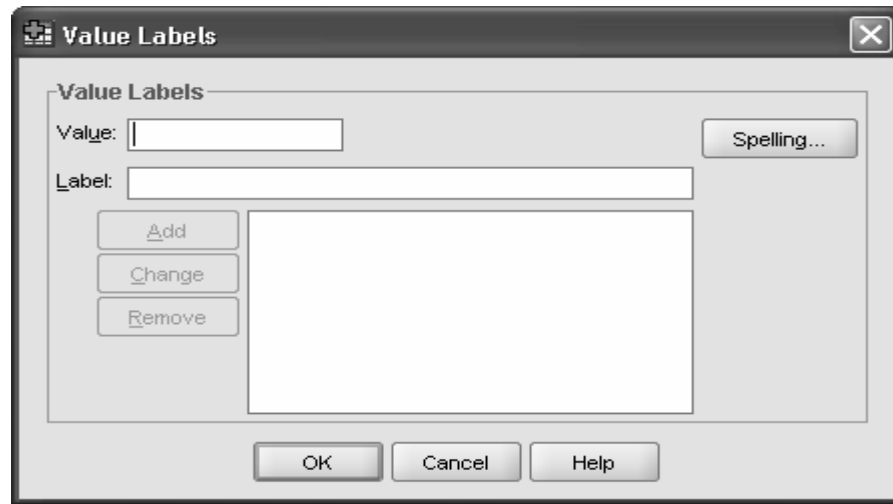 Value Labels
Value Labels
Value:
Spelling...
Label:
Add
Change
Remove
OK Cancel Help